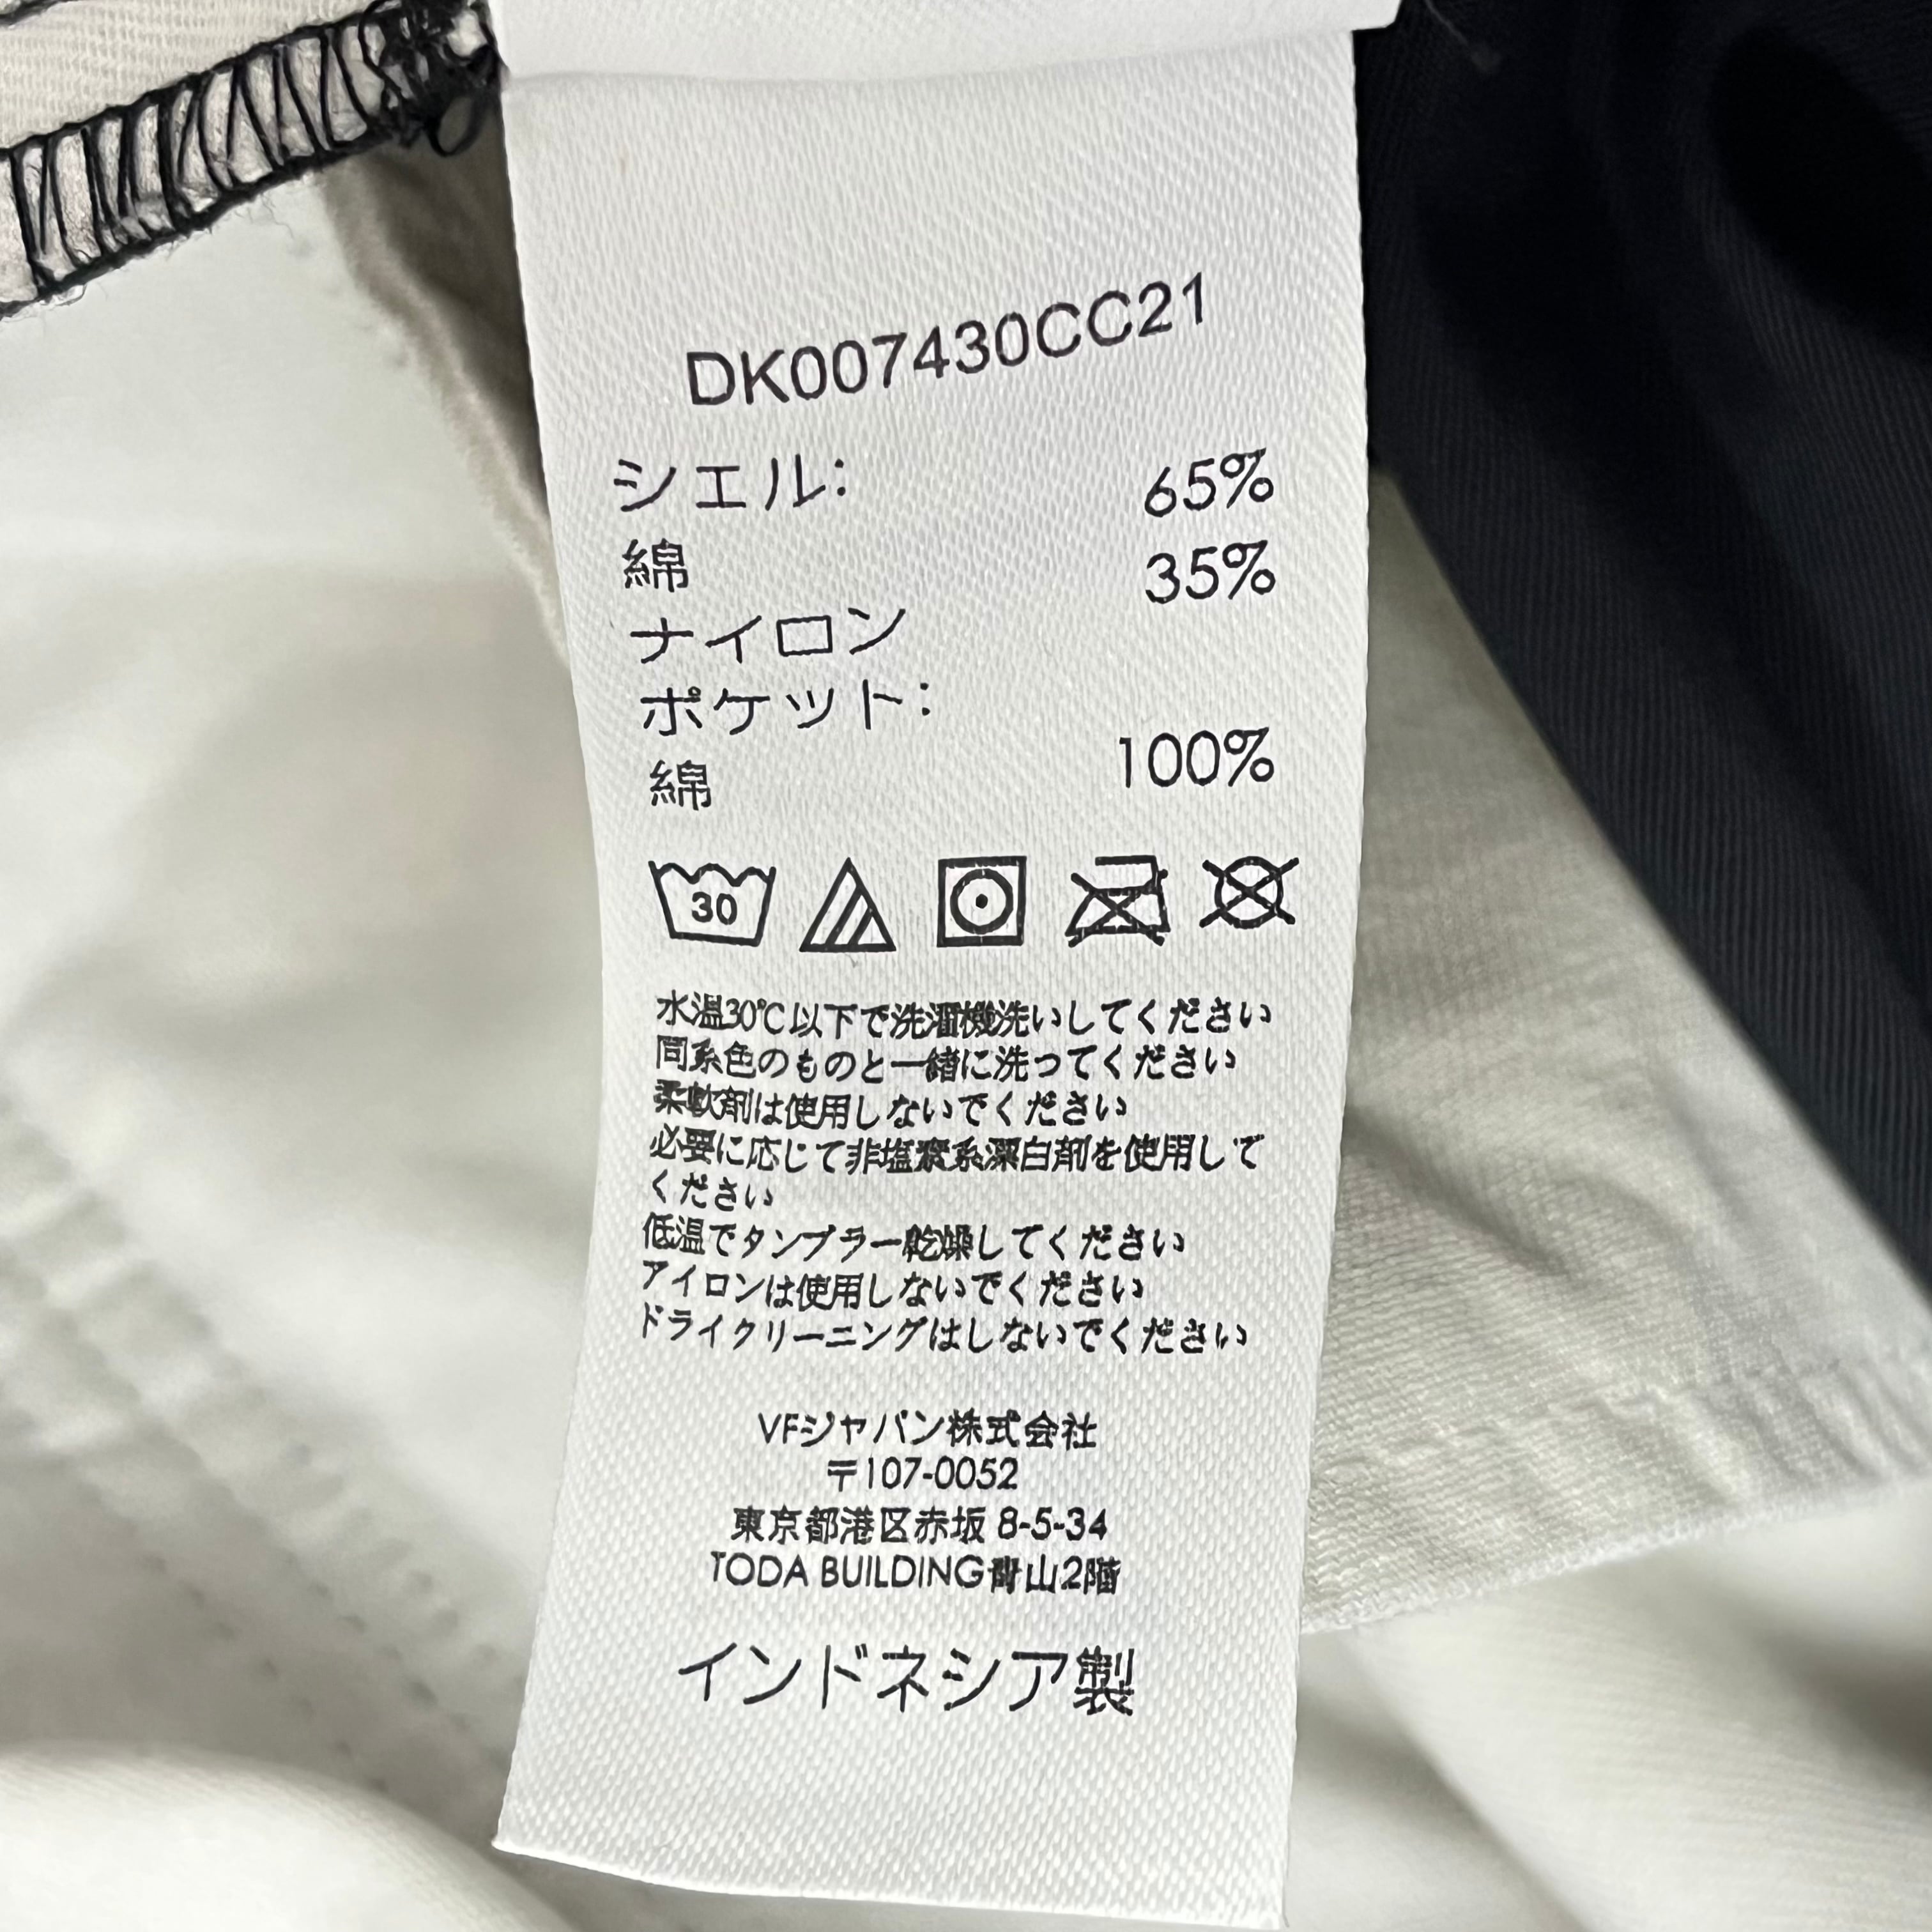 DK007430CC21
シエル: 65%
綿 35%
ナイロン
ポケット:
綿 100%
30
水温30℃以下で洗濯機洗いしてください
同系色のものと一緒に洗ってください
柔軟剤は使用しないでください
必要に応じて非塩素系漂白剤を使用して
ください
低温でタンブラー乾燥してください
アイロンは使用しないでください
ドライクリーニングはしないでください
VFジャパン株式会社
〒107-0052
東京都港区赤坂 8-5-34
TODA BUILDING青山2階
インドネシア製